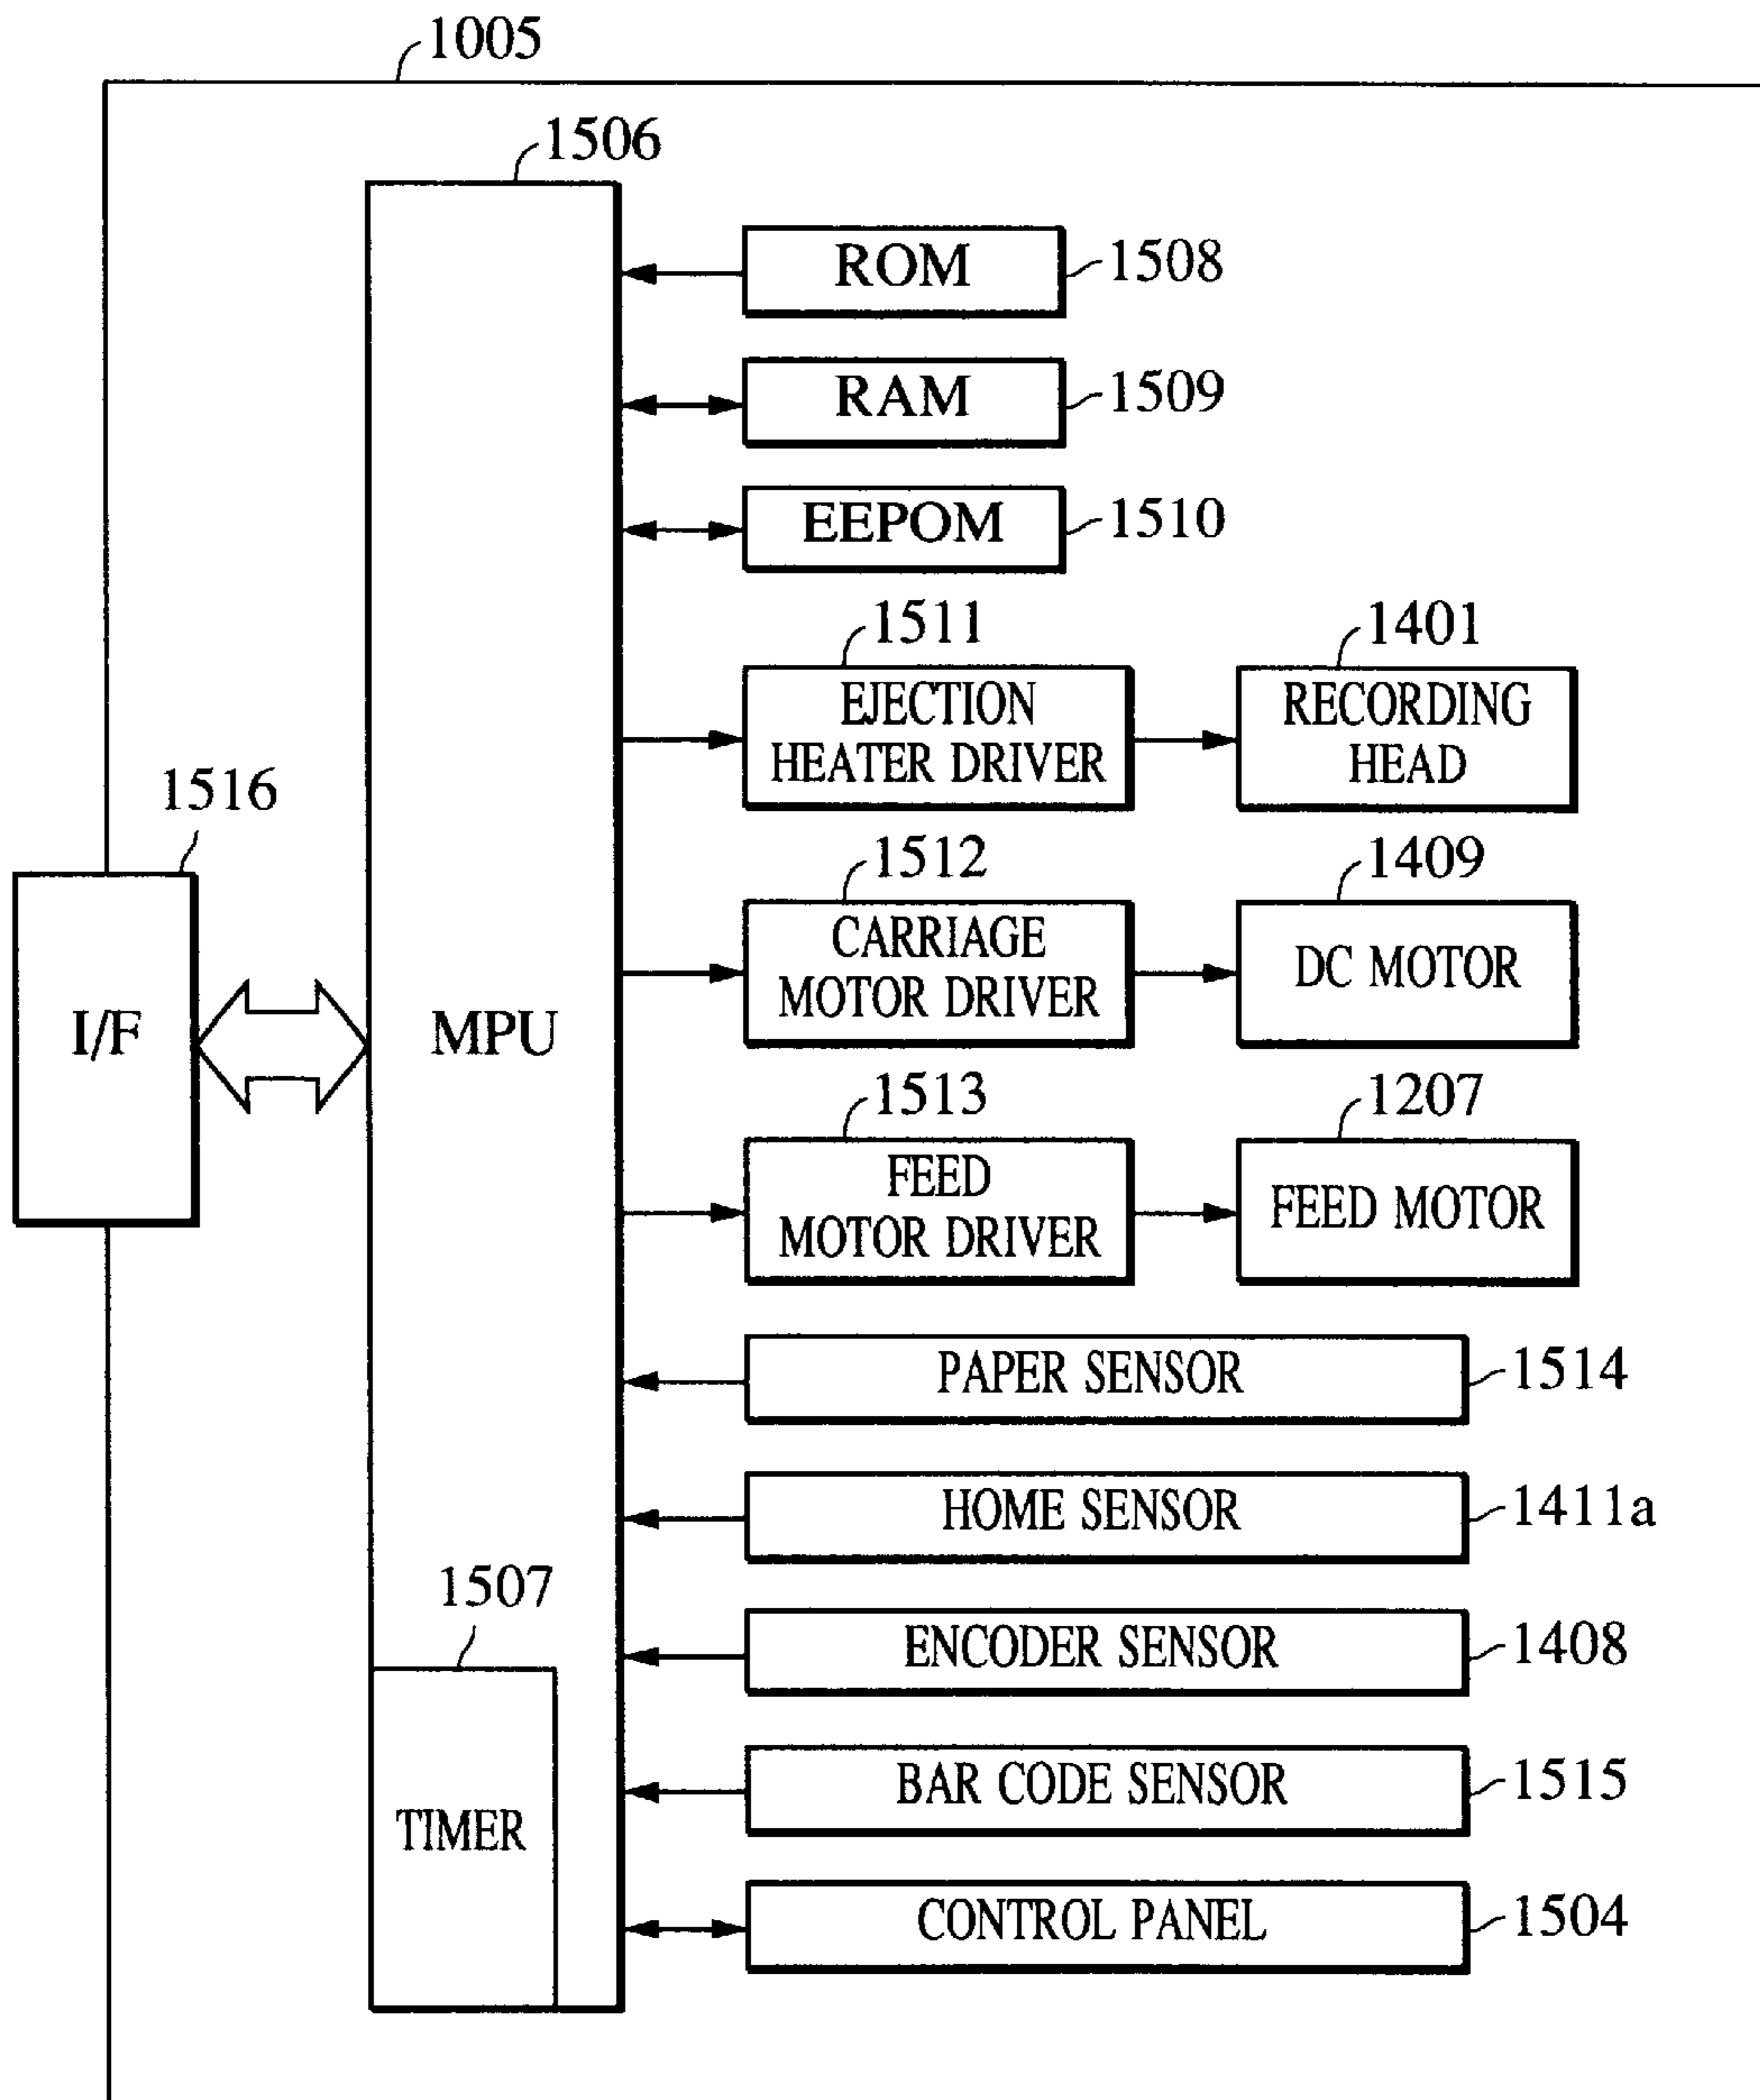 1005
1506
ROM
1508
RAM
1509
EEPOM
1510
1511
1401
EJECTION
HEATER DRIVER
RECORDING
HEAD
1516
1512
1409
CARRIAGE
MOTOR DRIVER
DC MOTOR
I/F
MPU
1513
1207
FEED
MOTOR DRIVER
FEED MOTOR
PAPER SENSOR
1514
HOME SENSOR
1411a
1507
ENCODER SENSOR
1408
BAR CODE SENSOR
1515
TIMER
CONTROL PANEL
1504